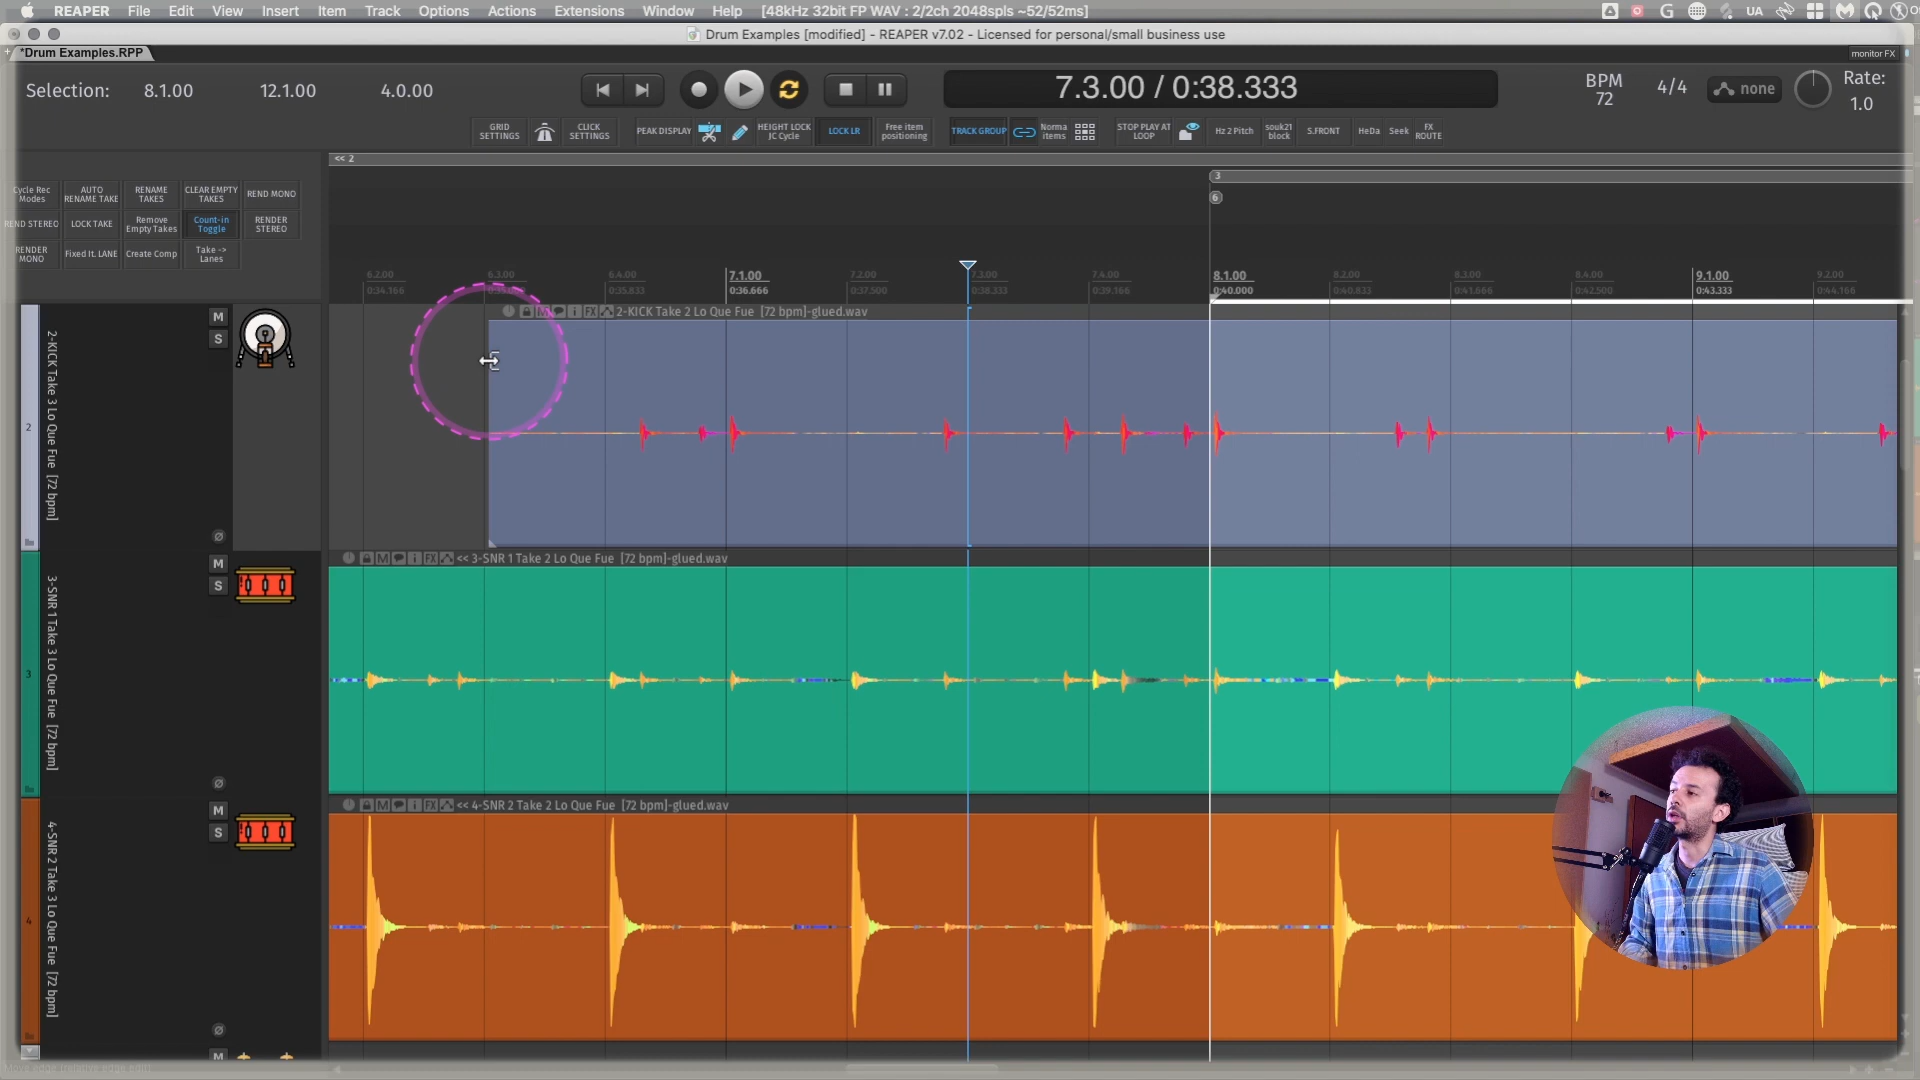 REAPER File Edit View Insert Item Track Options Actions Extensions Window Help [48kHz 32bit FP WAV : 2/2ch 2048spls ~52/52ms]
UA
Drum Examples [modified] - REAPER v7.02 - Licensed for personal/small business use
*Drum Examples.RPP
monitor FX
Selection: 8.1.00 12.1.00 4.0.00
7.3.00 / 0:38.333
BPM
72
4/4
none
Rate:
1.0
GRID SETTINGS
CLICK SETTINGS
PEAK DISPLAY
HEIGHT LOCK
JC Cycle
LOCK LR
Free item positioning
TRACK GROUP
Norma items
STOP PLAY AT LOOP
Hz 2 Pitch
souk21 block
S.FRONT
HeDa
Seek
FX ROUTE
Cycle Rec Modes
AUTO RENAME TAKE
RENAME TAKES
CLEAR EMPTY TAKES
REND MONO
REND STEREO
LOCK TAKE
Remove Empty Takes
Count-in Toggle
RENDER STEREO
RENDER MONO
Fixed It. LANE
Create Comp
Take -> Lanes
<< 2
3
6
6.2.00 6.3.00 6.4.00 7.1.00 7.2.00 7.3.00 7.4.00 8.1.00 8.2.00 8.3.00 8.4.00 9.1.00 9.2.00
0:34.166 0:35.833 0:36.666 0:37.500 0:38.333 0:39.166 0:40.000 0:40.833 0:41.666 0:42.500 0:43.333 0:44.166
2
2-KICK Take 3 Lo Que Fue [72 bpm]
M
S
M i FX 2-KICK Take 2 Lo Que Fue [72 bpm]-glued.wav
3
3-SNR 1 Take 3 Lo Que Fue [72 bpm]
M
S
M i FX << 3-SNR 1 Take 2 Lo Que Fue [72 bpm]-glued.wav
4
4-SNR 2 Take 3 Lo Que Fue [72 bpm]
M
S
M i FX << 4-SNR 2 Take 2 Lo Que Fue [72 bpm]-glued.wav
M